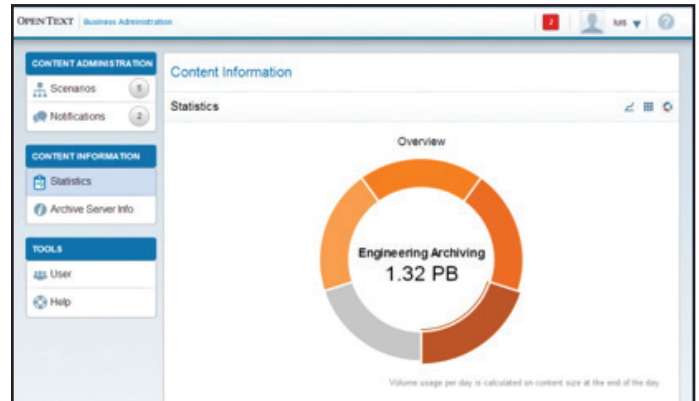 OPENTEXT Business Administration
2 luis
CONTENT ADMINISTRATION
Scenarios 5
Notifications 2
CONTENT INFORMATION
Statistics
Archive Server Info
TOOLS
User
Help
Content Information
Statistics
Overview
Engineering Archiving
1.32 PB
Volume usage per day is calculated on content size at the end of the day